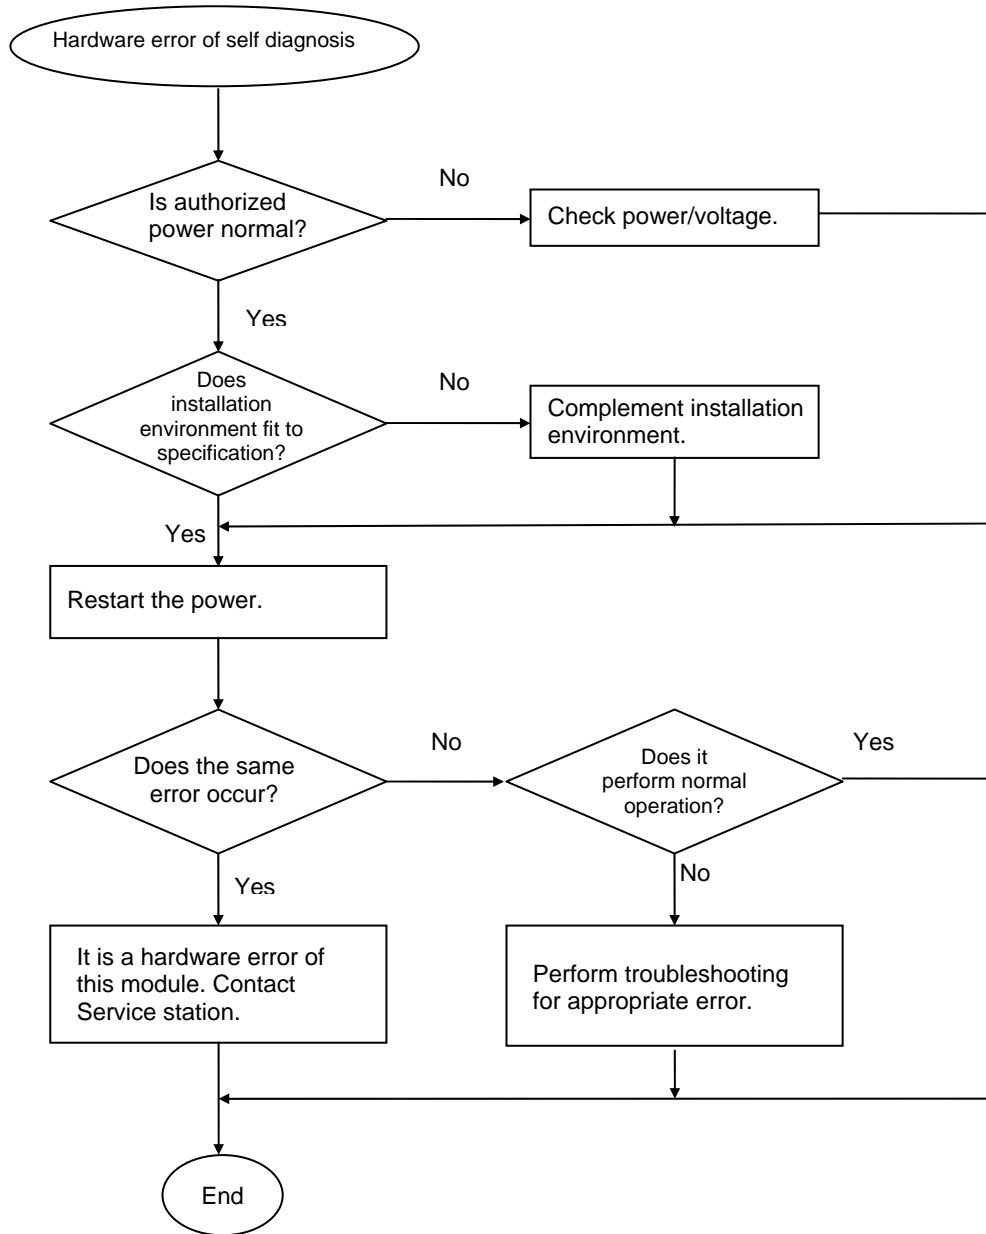 Hardware error of self diagnosis
Is authorized
power normal?
No
Check power/voltage.
Yes
Does
installation
environment fit to
specification?
No
Complement installation
environment.
Yes
Restart the power.
Does the same
error occur?
No
Does it
perform normal
operation?
Yes
Yes
No
It is a hardware error of
this module. Contact
Service station.
Perform troubleshooting
for appropriate error.
End